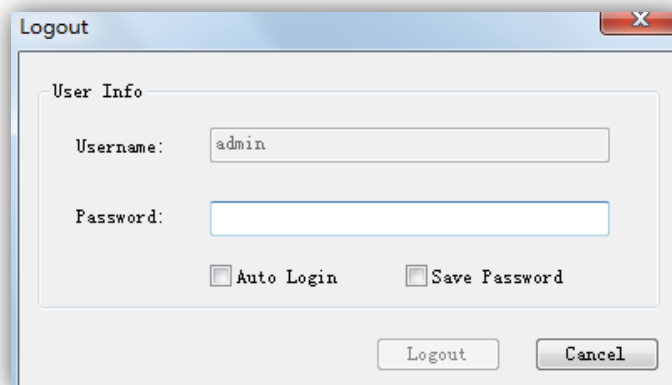 Logout
User Info
Username: admin
Password:
Auto Login Save Password
Logout Cancel